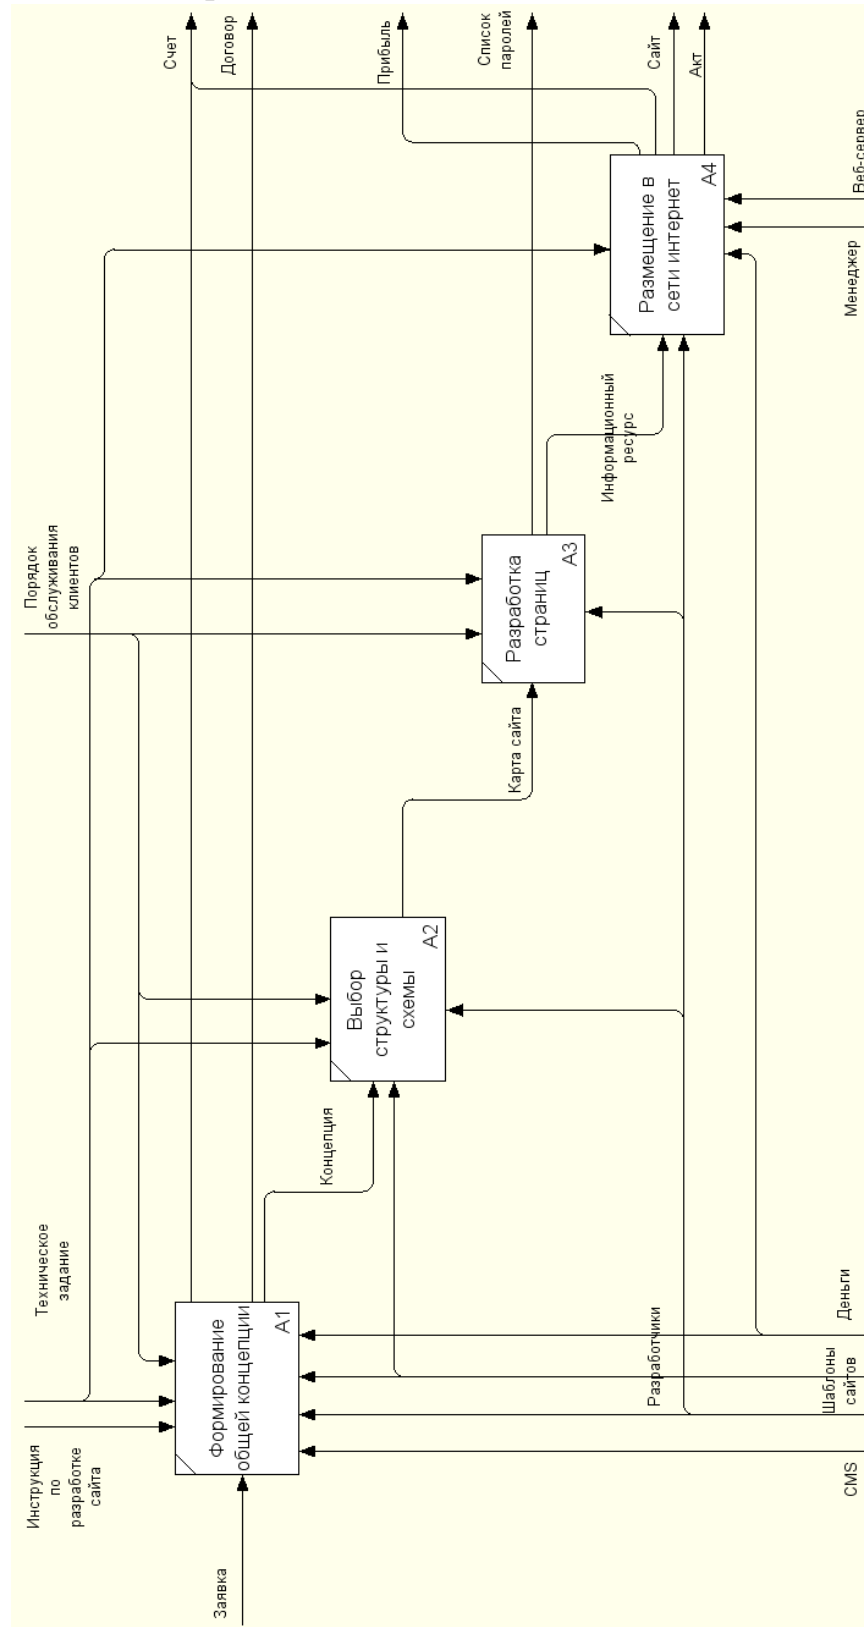 Инструкция
по
разработке
сайта
Техническое
задание
Порядок
обслуживания
клиентов
Заявка
Формирование
общей концепции
A1
Счет
Договор
Концепция
Выбор
структуры и
схемы
A2
Прибыль
Карта сайта
Разработка
страниц
A3
Список
паролей
Информационный
ресурс
Размещение в
сети интернет
A4
Сайт
Акт
CMS
Разработчики
Шаблоны
сайтов
Деньги
Менеджер
Веб-сервер